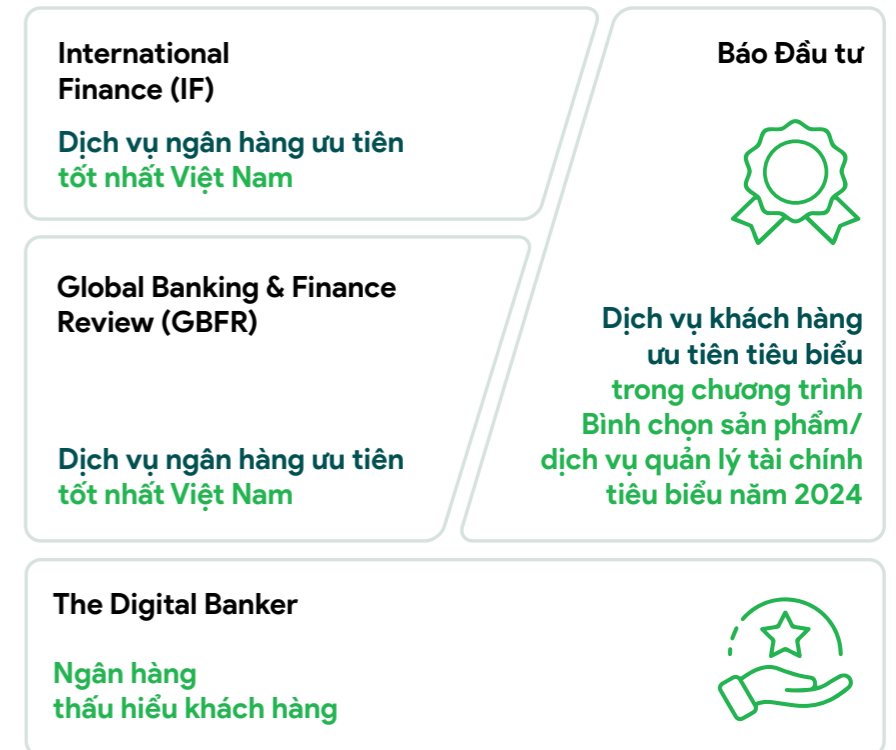 International
Finance (IF)
Dịch vụ ngân hàng ưu tiên
tốt nhất Việt Nam
Báo Đầu tư
Dịch vụ khách hàng
ưu tiên tiêu biểu
trong chương trình
Bình chọn sản phẩm/
dịch vụ quản lý tài chính
tiêu biểu năm 2024
Global Banking & Finance
Review (GBFR)
Dịch vụ ngân hàng ưu tiên
tốt nhất Việt Nam
The Digital Banker
Ngân hàng
thấu hiểu khách hàng